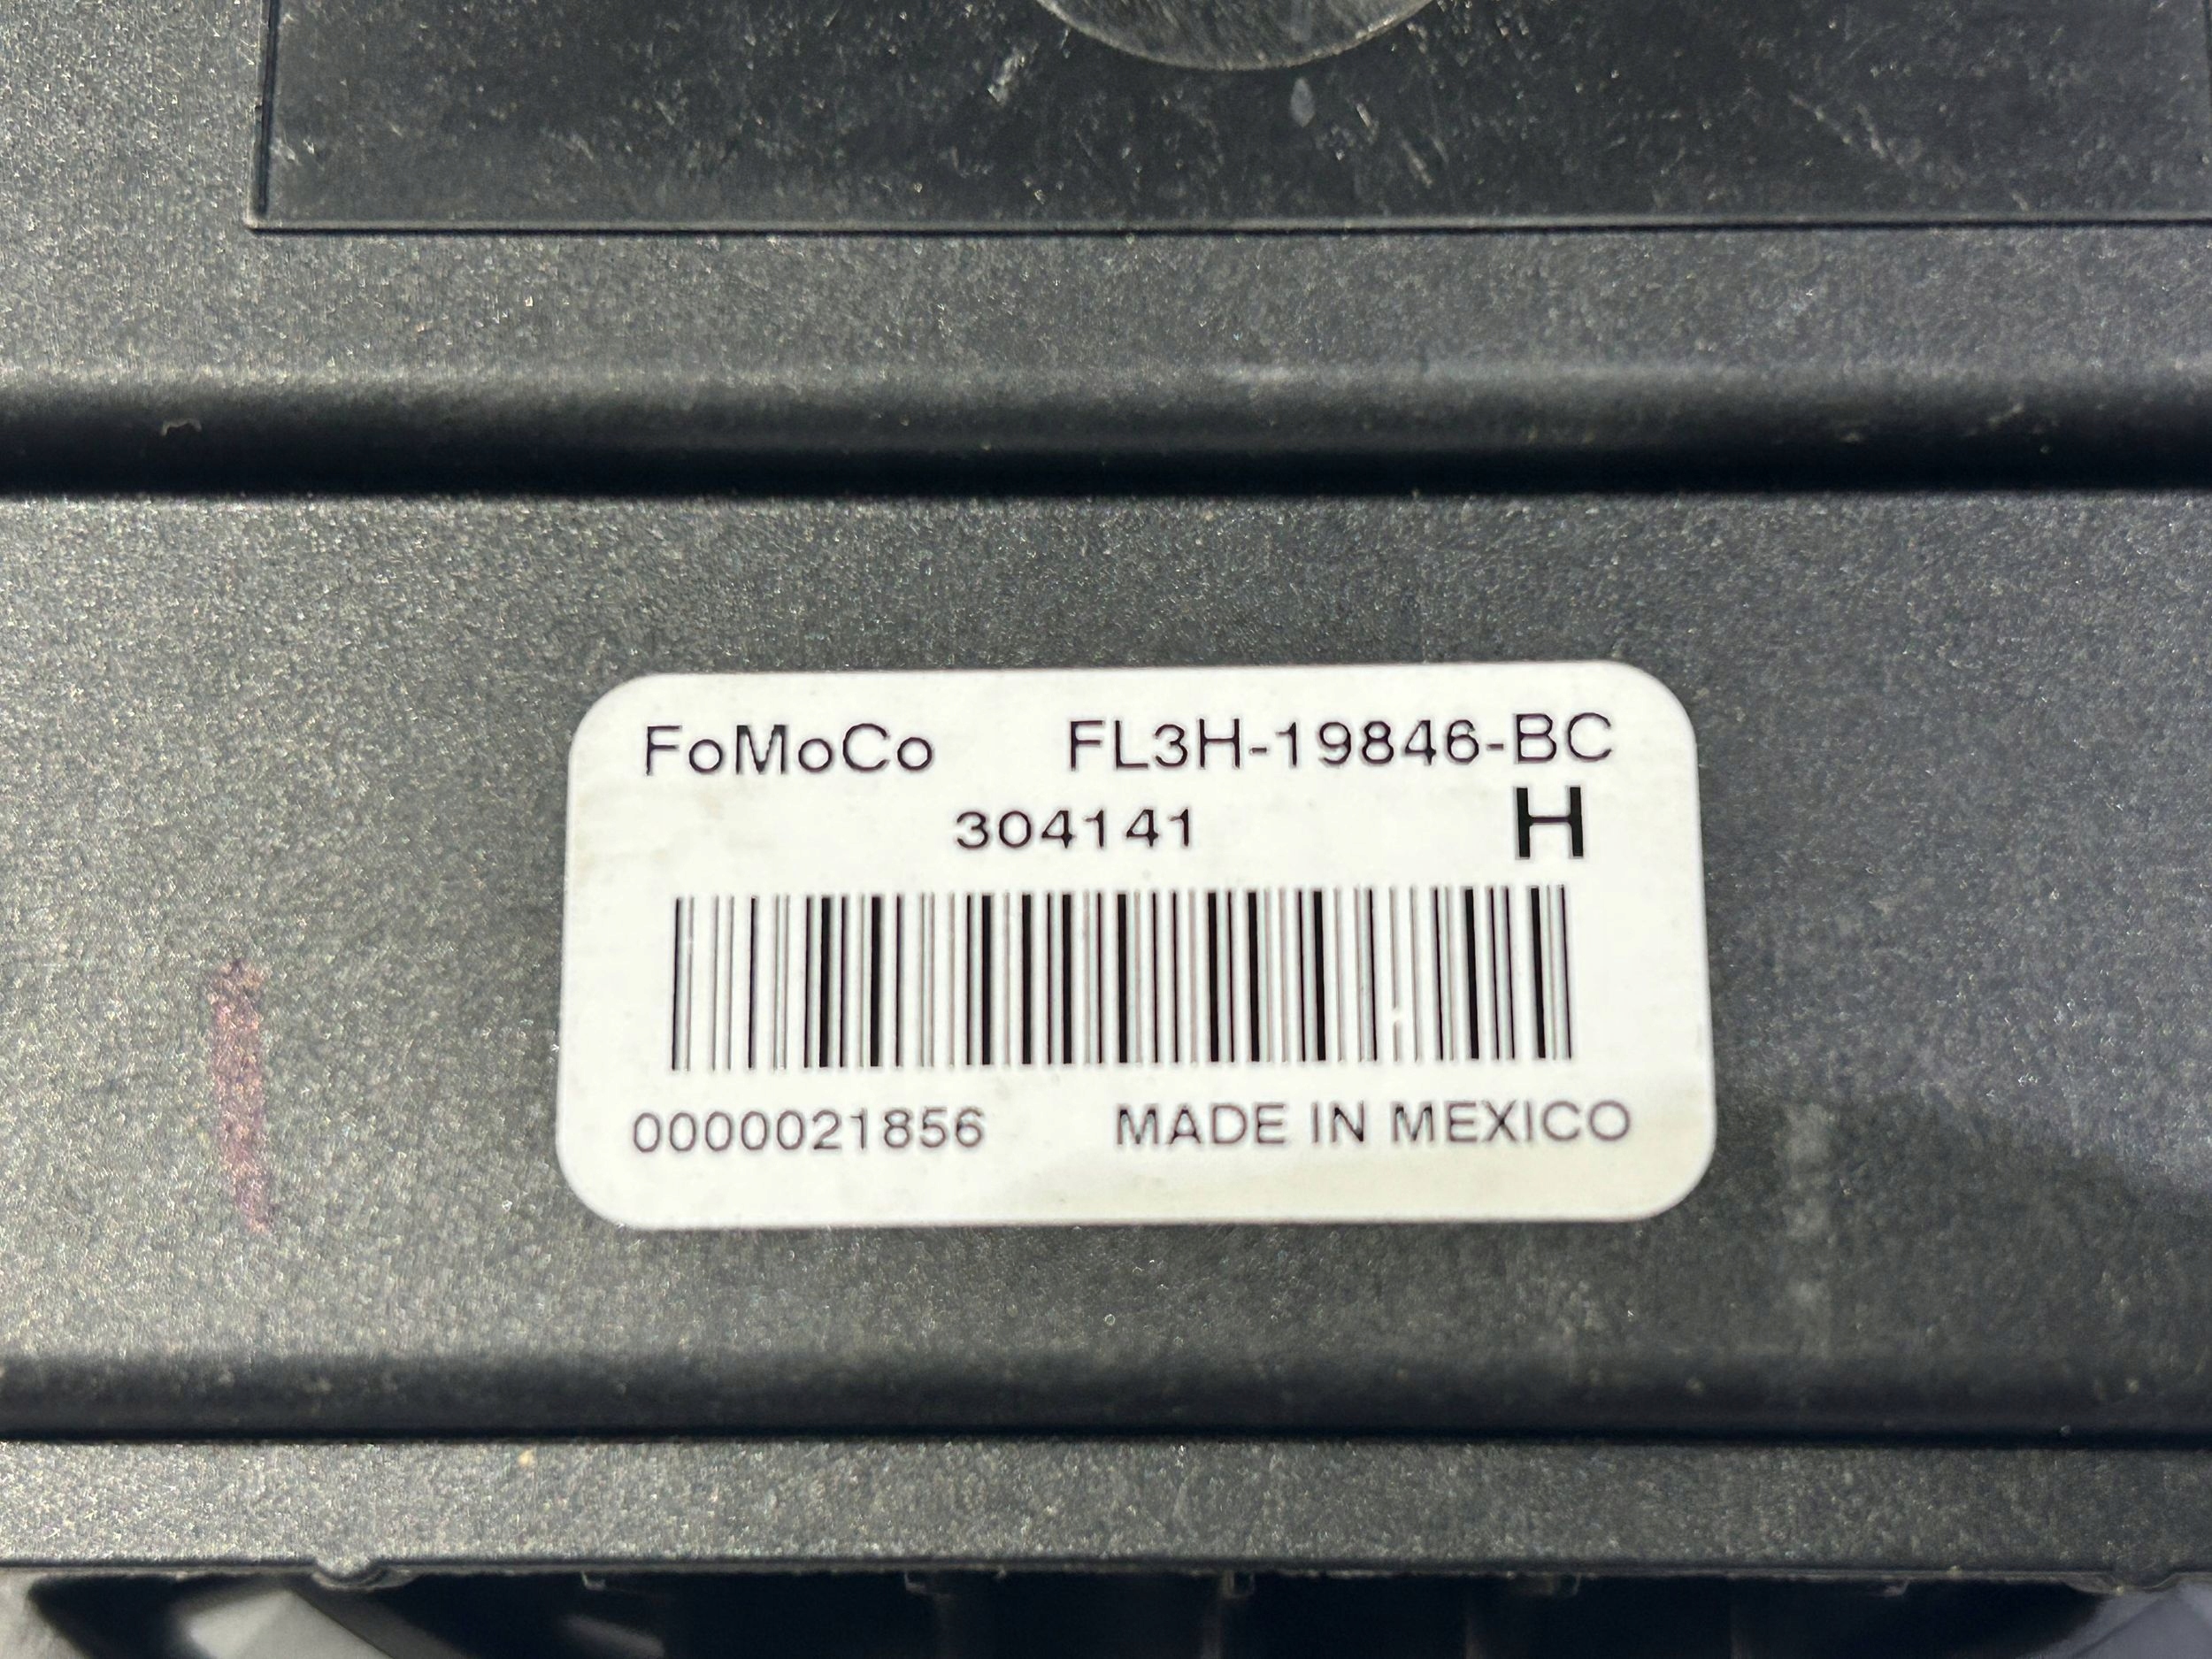 FoMoCo FL3H-19846-BC
304141 H
0000021856 MADE IN MEXICO